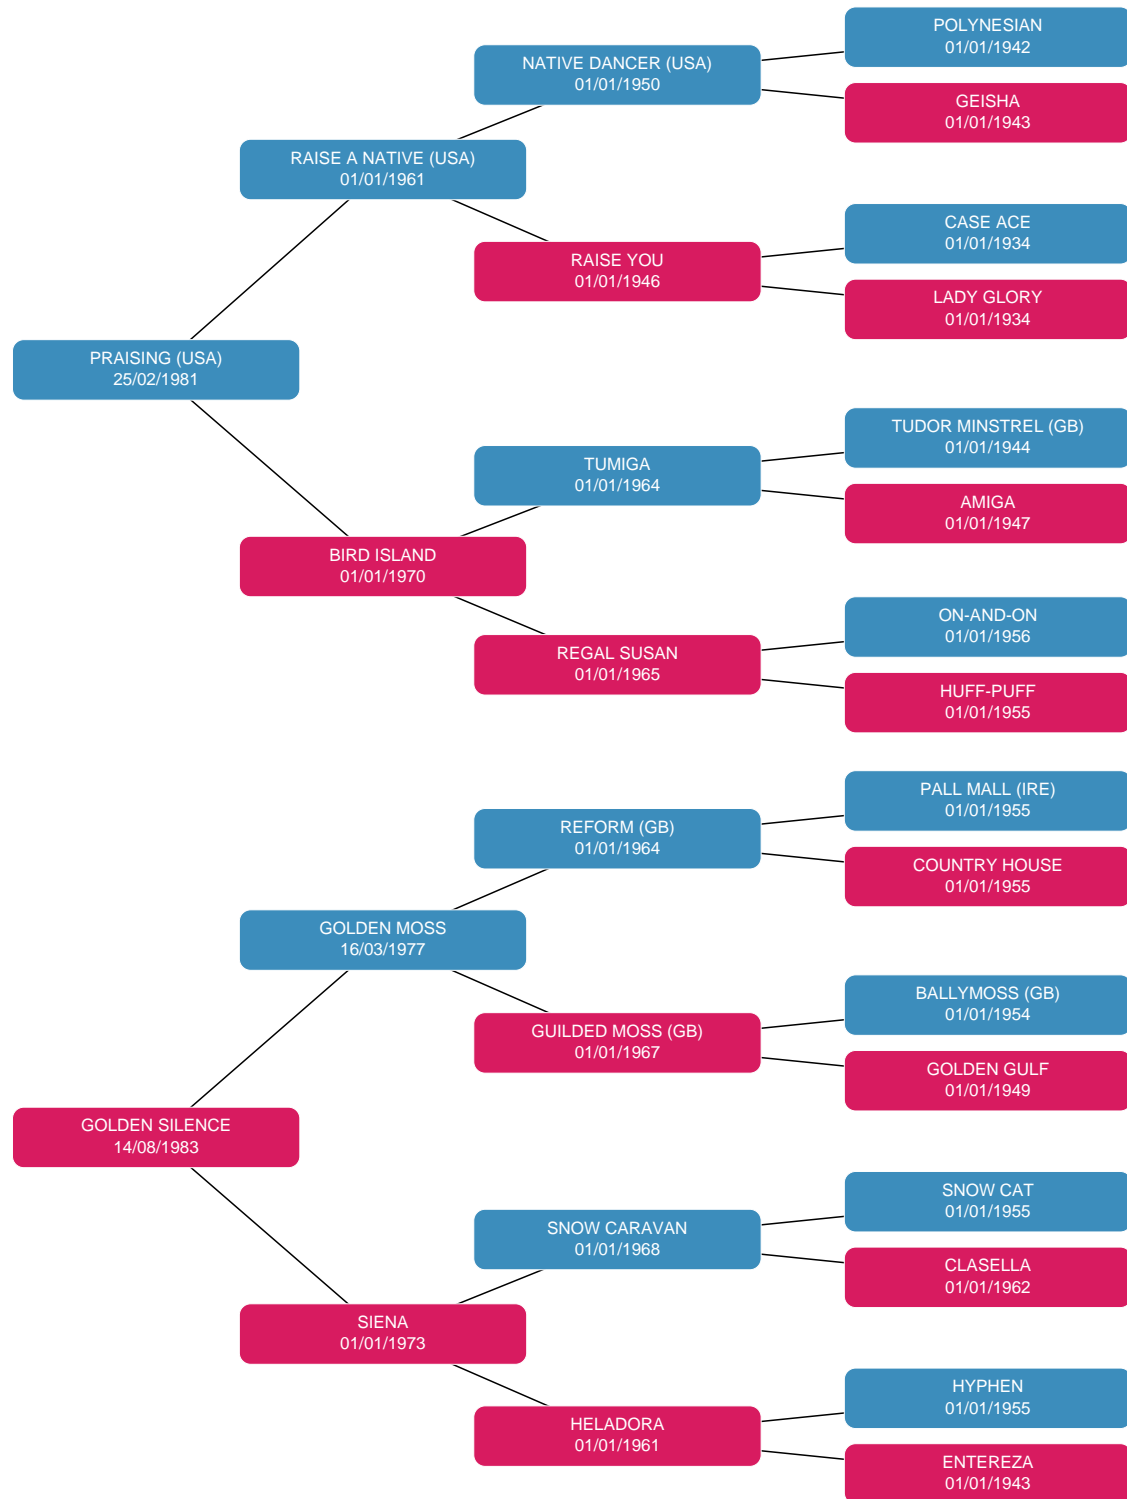 POLYNESIAN
01/01/1942
NATIVE DANCER (USA)
01/01/1950
GEISHA
01/01/1943
RAISE A NATIVE (USA)
01/01/1961
CASE ACE
01/01/1934
RAISE YOU
01/01/1946
LADY GLORY
01/01/1934
PRAISING (USA)
25/02/1981
TUDOR MINSTREL (GB)
01/01/1944
TUMIGA
01/01/1964
AMIGA
01/01/1947
BIRD ISLAND
01/01/1970
ON-AND-ON
01/01/1956
REGAL SUSAN
01/01/1965
HUFF-PUFF
01/01/1955
PALL MALL (IRE)
01/01/1955
REFORM (GB)
01/01/1964
COUNTRY HOUSE
01/01/1955
GOLDEN MOSS
16/03/1977
BALLYMOSS (GB)
01/01/1954
GUILDED MOSS (GB)
01/01/1967
GOLDEN GULF
01/01/1949
GOLDEN SILENCE
14/08/1983
SNOW CAT
01/01/1955
SNOW CARAVAN
01/01/1968
CLASELLA
01/01/1962
SIENA
01/01/1973
HYPHEN
01/01/1955
HELADORA
01/01/1961
ENTEREZA
01/01/1943